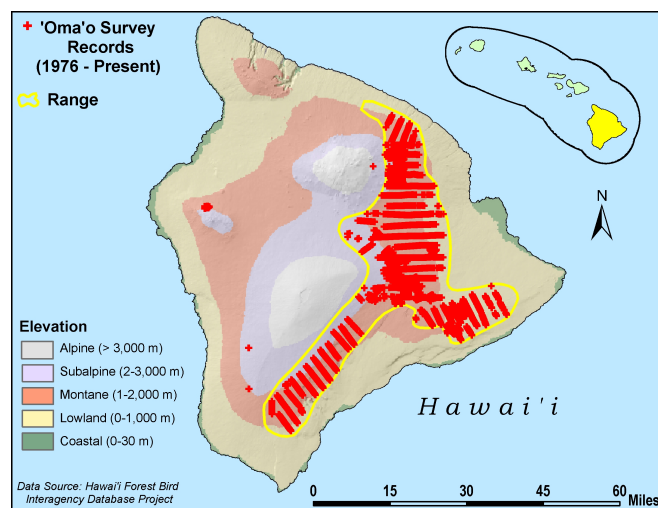 'Oma'o Survey
Records
(1976 - Present)
Range
N
Elevation
Alpine (> 3,000 m)
Subalpine (2-3,000 m)
Montane (1-2,000 m)
Lowland (0-1,000 m)
Coastal (0-30 m)
Hawai'i
Data Source: Hawai'i Forest Bird
Interagency Database Project
0 15 30 45 60
Miles